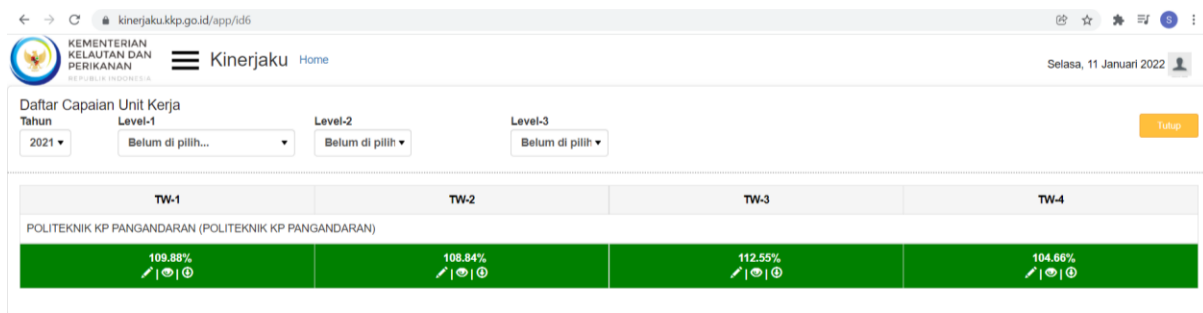 kinerjaku.kkp.go.id/app/id6
S
KEMENTERIAN
KELAUTAN DAN
PERIKANAN
REPUBLIK INDONESIA
Kinerjaku Home
Selasa, 11 Januari 2022
Daftar Capaian Unit Kerja
Tahun Level-1 Level-2 Level-3
2021 Belum di pilih... Belum di pilih Belum di pilih
Tutup
TW-1 TW-2 TW-3 TW-4
POLITEKNIK KP PANGANDARAN (POLITEKNIK KP PANGANDARAN)
109.88% 108.84% 112.55% 104.66%
| | | | | | | |